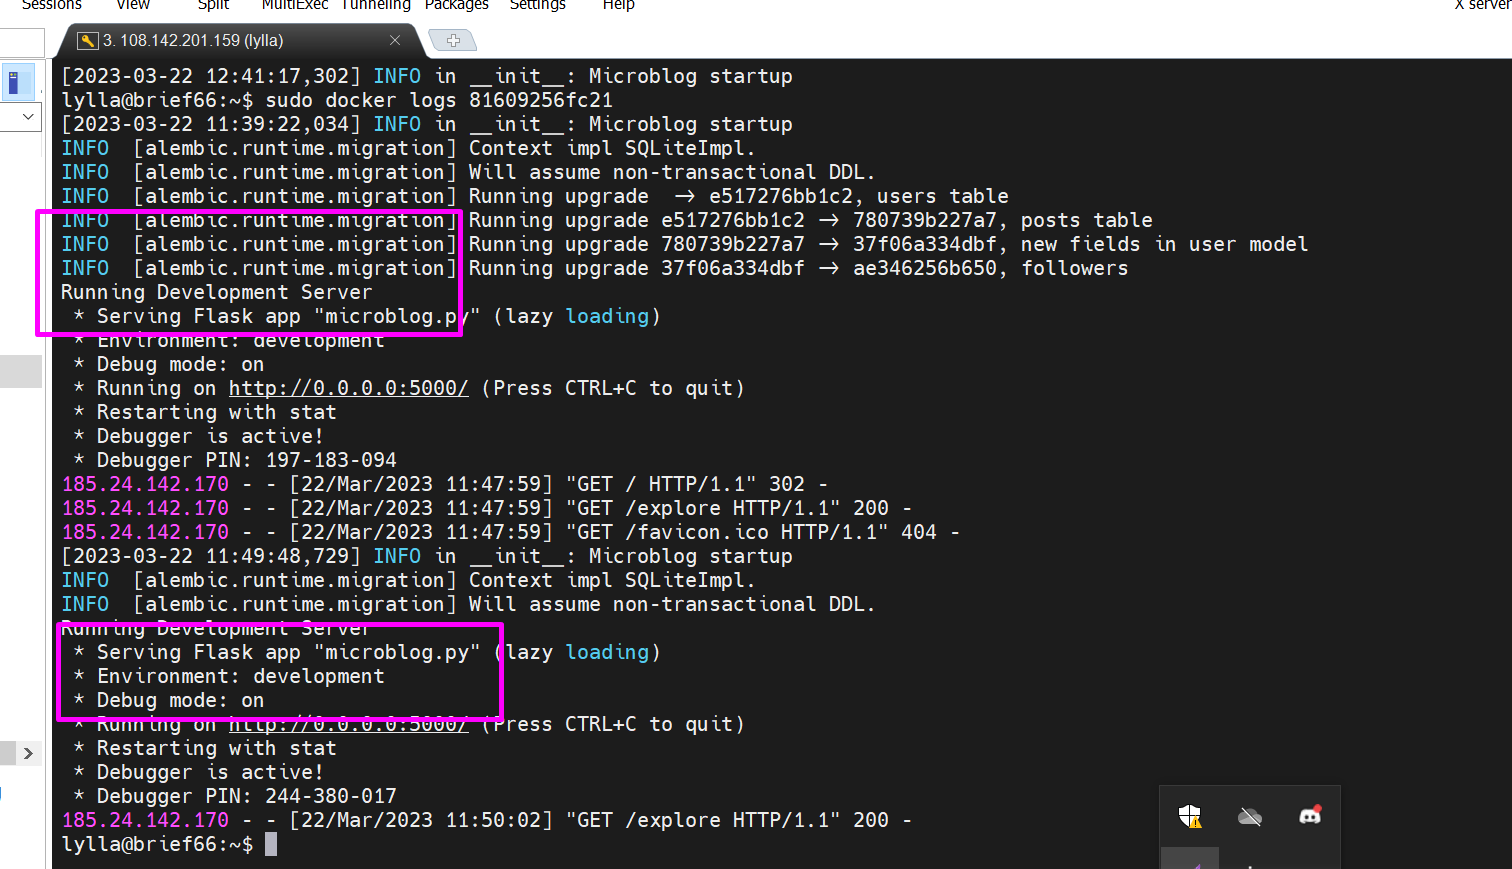 Sessions View Split MultiExec Tunneling Packages Settings Help X server
3. 108.142.201.159 (lylla)
[2023-03-22 12:41:17,302] INFO in __init__: Microblog startup
lylla@brief66:~$ sudo docker logs 81609256fc21
[2023-03-22 11:39:22,034] INFO in __init__: Microblog startup
INFO  [alembic.runtime.migration] Context impl SQLiteImpl.
INFO  [alembic.runtime.migration] Will assume non-transactional DDL.
INFO  [alembic.runtime.migration] Running upgrade  -> e517276bb1c2, users table
INFO  [alembic.runtime.migration] Running upgrade e517276bb1c2 -> 780739b227a7, posts table
INFO  [alembic.runtime.migration] Running upgrade 780739b227a7 -> 37f06a334dbf, new fields in user model
INFO  [alembic.runtime.migration] Running upgrade 37f06a334dbf -> ae346256b650, followers
Running Development Server
 * Serving Flask app "microblog.py" (lazy loading)
 * Environment: development
 * Debug mode: on
 * Running on http://0.0.0.0:5000/ (Press CTRL+C to quit)
 * Restarting with stat
 * Debugger is active!
 * Debugger PIN: 197-183-094
185.24.142.170 - - [22/Mar/2023 11:47:59] "GET / HTTP/1.1" 302 -
185.24.142.170 - - [22/Mar/2023 11:47:59] "GET /explore HTTP/1.1" 200 -
185.24.142.170 - - [22/Mar/2023 11:47:59] "GET /favicon.ico HTTP/1.1" 404 -
[2023-03-22 11:49:48,729] INFO in __init__: Microblog startup
INFO  [alembic.runtime.migration] Context impl SQLiteImpl.
INFO  [alembic.runtime.migration] Will assume non-transactional DDL.
Running Development Server
 * Serving Flask app "microblog.py" (lazy loading)
 * Environment: development
 * Debug mode: on
 * Running on http://0.0.0.0:5000/ (Press CTRL+C to quit)
 * Restarting with stat
 * Debugger is active!
 * Debugger PIN: 244-380-017
185.24.142.170 - - [22/Mar/2023 11:50:02] "GET /explore HTTP/1.1" 200 -
lylla@brief66:~$